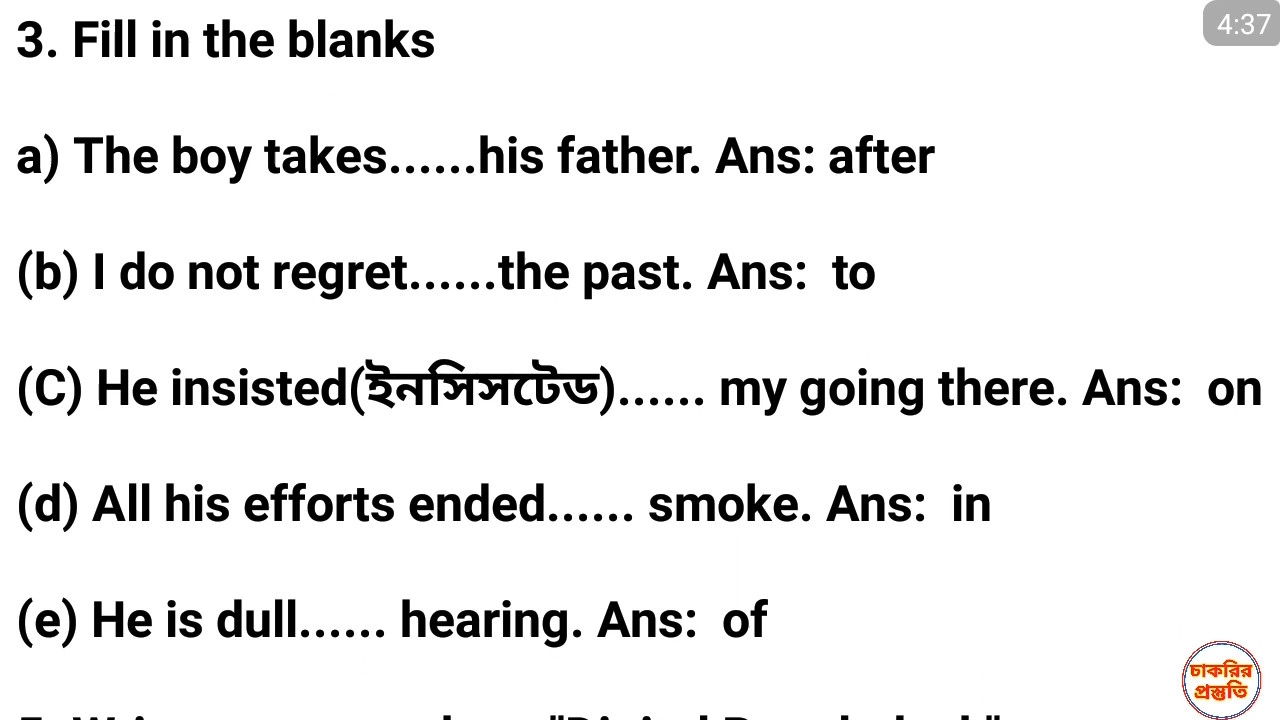 4:37
3. Fill in the blanks
a) The boy takes......his father. Ans: after
(b) I do not regret......the past. Ans:  to
(C) He insisted(ইনসিসটেড)...... my going there. Ans:  on
(d) All his efforts ended...... smoke. Ans:  in
(e) He is dull...... hearing. Ans:  of
চাকরির
প্রস্তুতি